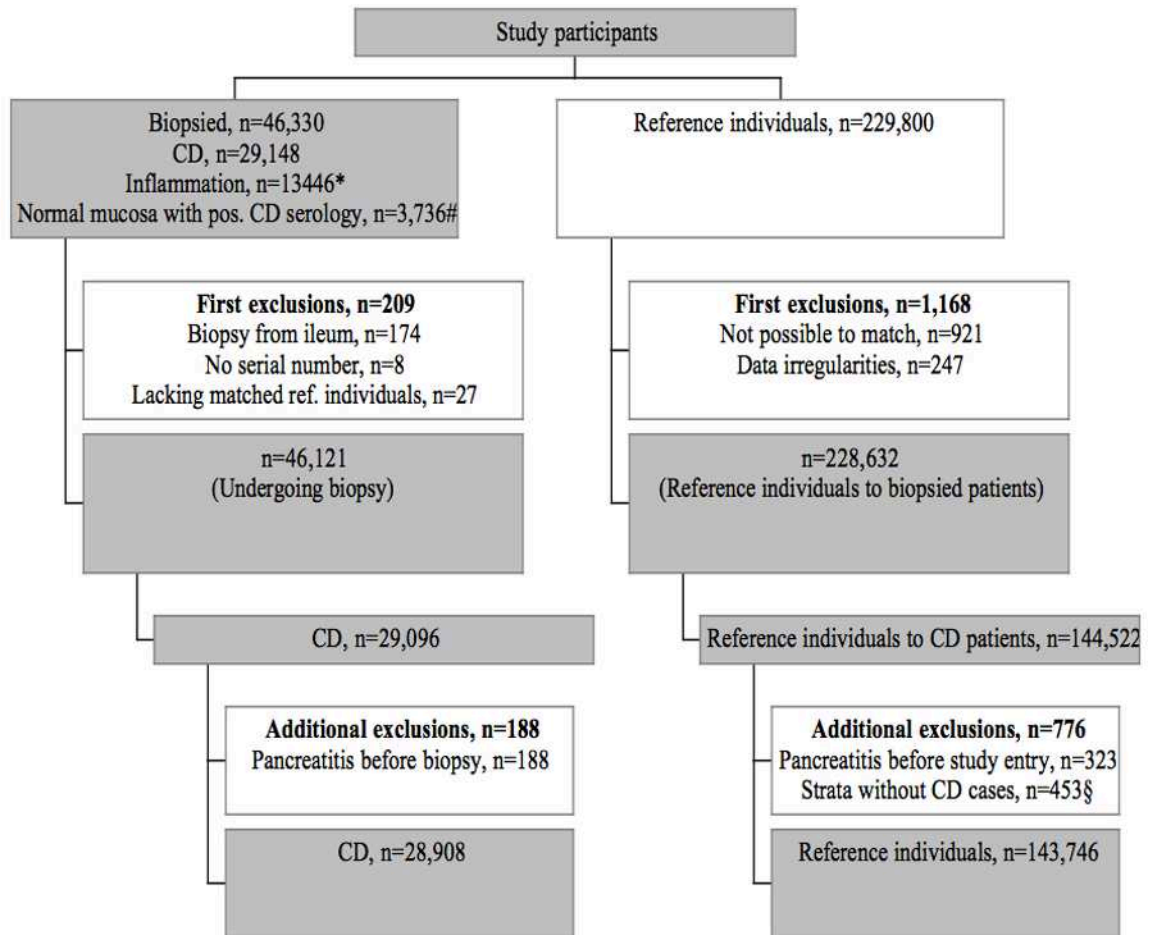 Study participants
Biopsied, n=46,330
CD, n=29,148
Inflammation, n=13446*
Normal mucosa with pos. CD serology, n=3,736#
Reference individuals, n=229,800
First exclusions, n=209
Biopsy from ileum, n=174
No serial number, n=8
Lacking matched ref. individuals, n=27
First exclusions, n=1,168
Not possible to match, n=921
Data irregularities, n=247
n=46,121
(Undergoing biopsy)
n=228,632
(Reference individuals to biopsied patients)
CD, n=29,096
Reference individuals to CD patients, n=144,522
Additional exclusions, n=188
Pancreatitis before biopsy, n=188
Additional exclusions, n=776
Pancreatitis before study entry, n=323
Strata without CD cases, n=453§
CD, n=28,908
Reference individuals, n=143,746